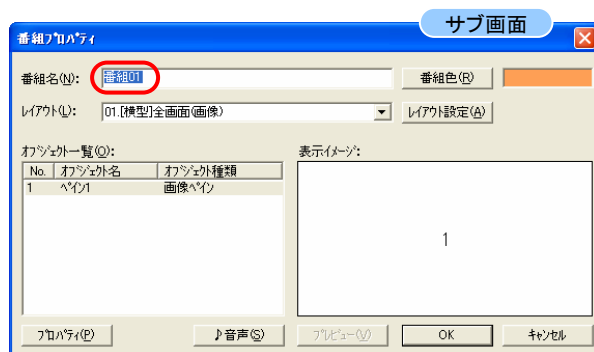 サブ画面
番組ﾌﾟﾛﾊﾟﾃｨ
番組名(N): 番組01 番組色(R)
ﾚｲｱｳﾄ(L): 01.[横型]全画面(画像) ﾚｲｱｳﾄ設定(A)
ｵﾌﾞｼﾞｪｸﾄ一覧(O): 表示ｲﾒｰｼﾞ:
No. ｵﾌﾞｼﾞｪｸﾄ名 ｵﾌﾞｼﾞｪｸﾄ種類
1 ﾍﾟｲﾝ1 画像ﾍﾟｲﾝ
1
ﾌﾟﾛﾊﾟﾃｨ(P) ♪音声(S) ﾌﾟﾚﾋﾞｭｰ(V) OK ｷｬﾝｾﾙ